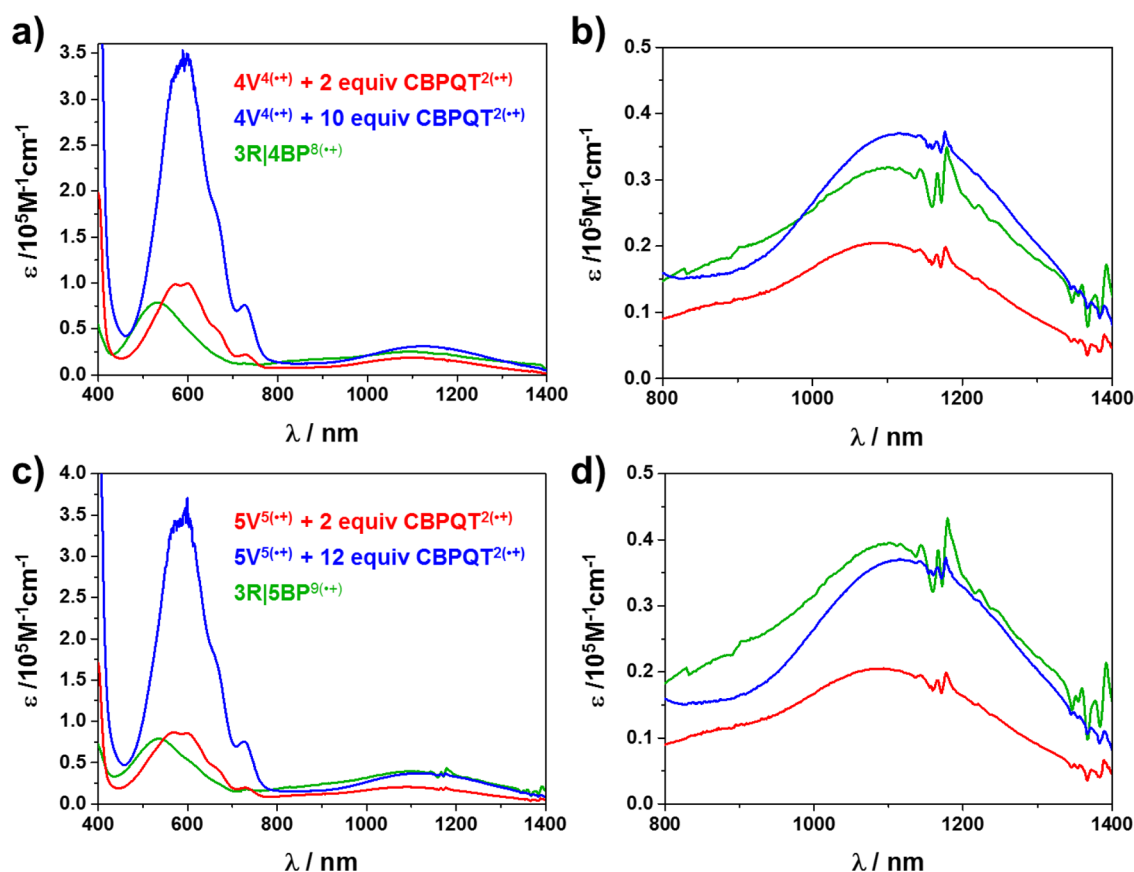 a)
3.5
3.0
2.5
2.0
1.5
1.0
0.5
0.0
ε /10⁵M⁻¹cm⁻¹
4V⁴⁽•⁺⁾ + 2 equiv CBPQT²⁽•⁺⁾
4V⁴⁽•⁺⁾ + 10 equiv CBPQT²⁽•⁺⁾
3R|4BP⁸⁽•⁺⁾
400 600 800 1000 1200 1400
λ / nm
b)
0.5
0.4
0.3
0.2
0.1
0.0
ε /10⁵M⁻¹cm⁻¹
800 1000 1200 1400
λ / nm
c)
4.0
3.5
3.0
2.5
2.0
1.5
1.0
0.5
0.0
ε /10⁵M⁻¹cm⁻¹
5V⁵⁽•⁺⁾ + 2 equiv CBPQT²⁽•⁺⁾
5V⁵⁽•⁺⁾ + 12 equiv CBPQT²⁽•⁺⁾
3R|5BP⁹⁽•⁺⁾
400 600 800 1000 1200 1400
λ / nm
d)
0.5
0.4
0.3
0.2
0.1
0.0
ε /10⁵M⁻¹cm⁻¹
800 1000 1200 1400
λ / nm